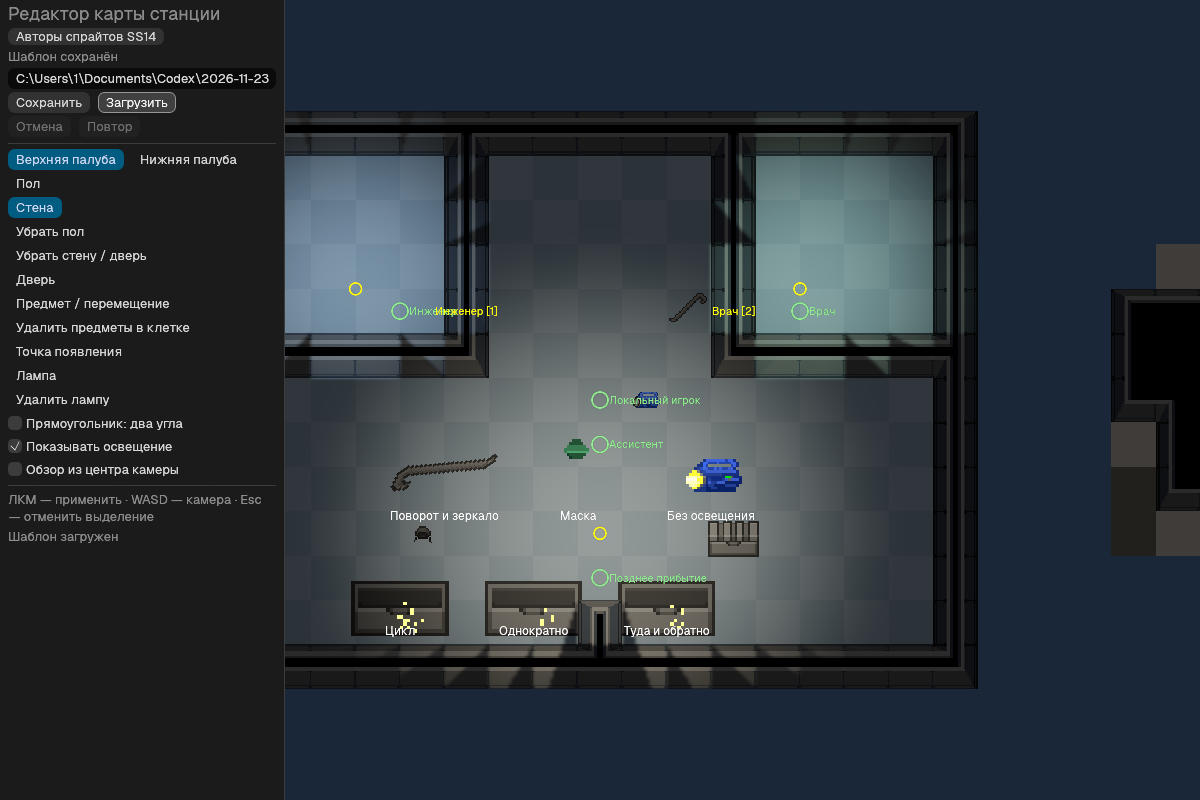 Редактор карты станции
Авторы спрайтов SS14
Шаблон сохранён
C:\Users\1\Documents\Codex\2026-11-23
Сохранить Загрузить
Отмена Повтор
Верхняя палуба Нижняя палуба
Пол
Стена
Убрать пол
Убрать стену / дверь
Дверь
Предмет / перемещение
Удалить предметы в клетке
Точка появления
Лампа
Удалить лампу
Прямоугольник: два угла
Показывать освещение
Обзор из центра камеры
ЛКМ — применить · WASD — камера · Esc
— отменить выделение
Шаблон загружен
Инженер [1]
Врач [2] Врач
Локальный игрок
Ассистент
Поворот и зеркало Маска Без освещения
Позднее прибытие
Цикл Однократно Туда и обратно